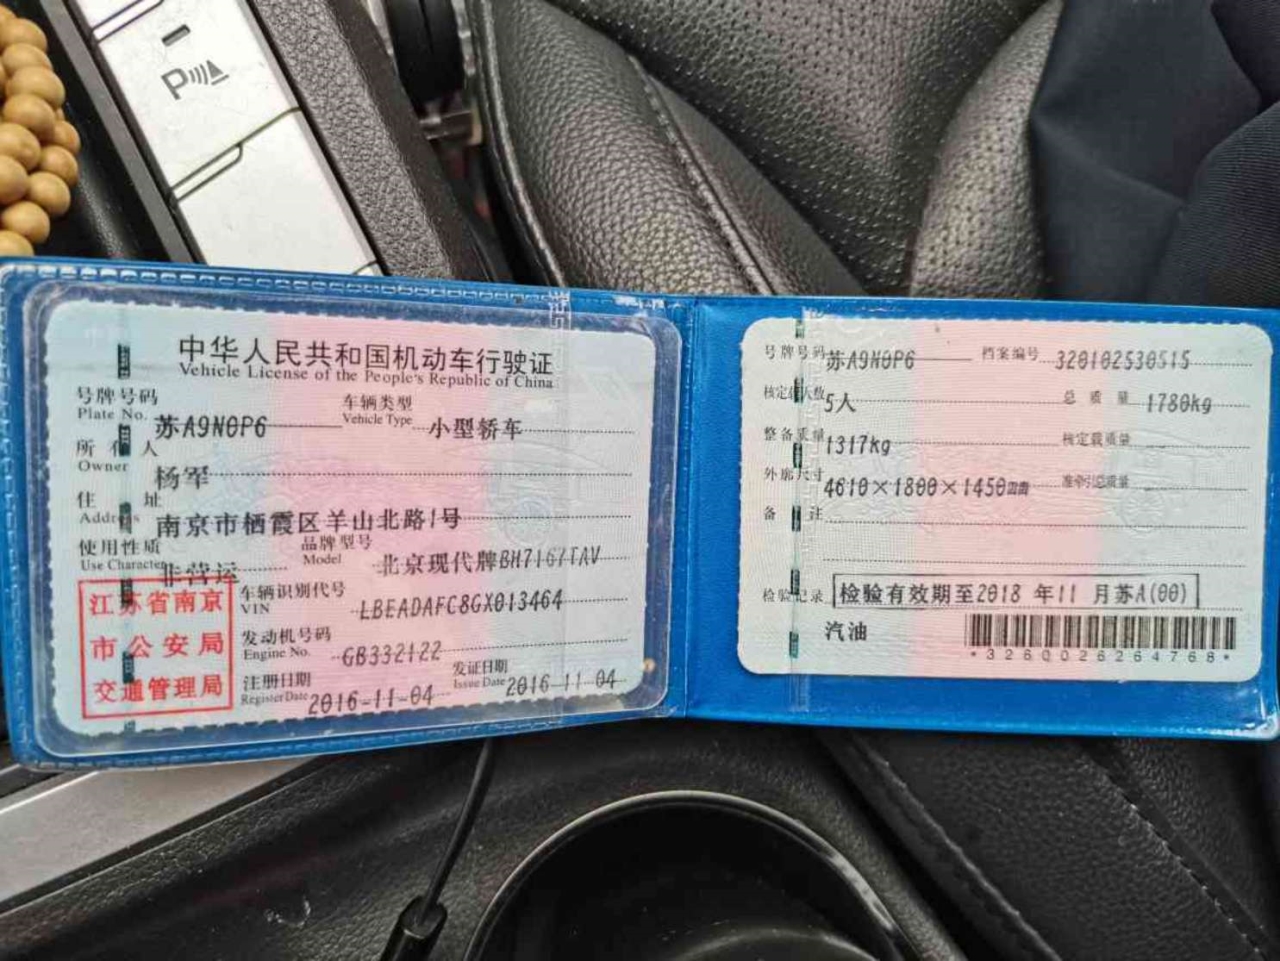 P
中华人民共和国机动车行驶证
Vehicle License of the People's Republic of China
号牌号码 苏A9N0P6 车辆类型 小型轿车
Plate No. Vehicle Type
所有人 杨军
Owner
住址 南京市栖霞区羊山北路1号
Address
使用性质 非营运 品牌型号 北京现代牌BH7167TAV
Use Character Model
江苏省南京
市公安局
交通管理局
车辆识别代号 LBEADAFC8GX013464
VIN
发动机号码 GB332122
Engine No.
注册日期 2016-11-04 发证日期 2016-11-04
Register Date Issue Date
号牌号码 苏A9N0P6 档案编号 320102530515
核定载人数 5人 总质量 1780kg
整备质量 1317kg 核定载质量
外廓尺寸 4610×1800×1450mm 准牵引总质量
备注
检验记录 检验有效期至2018年11月苏A(00)
汽油
*3260026264768*